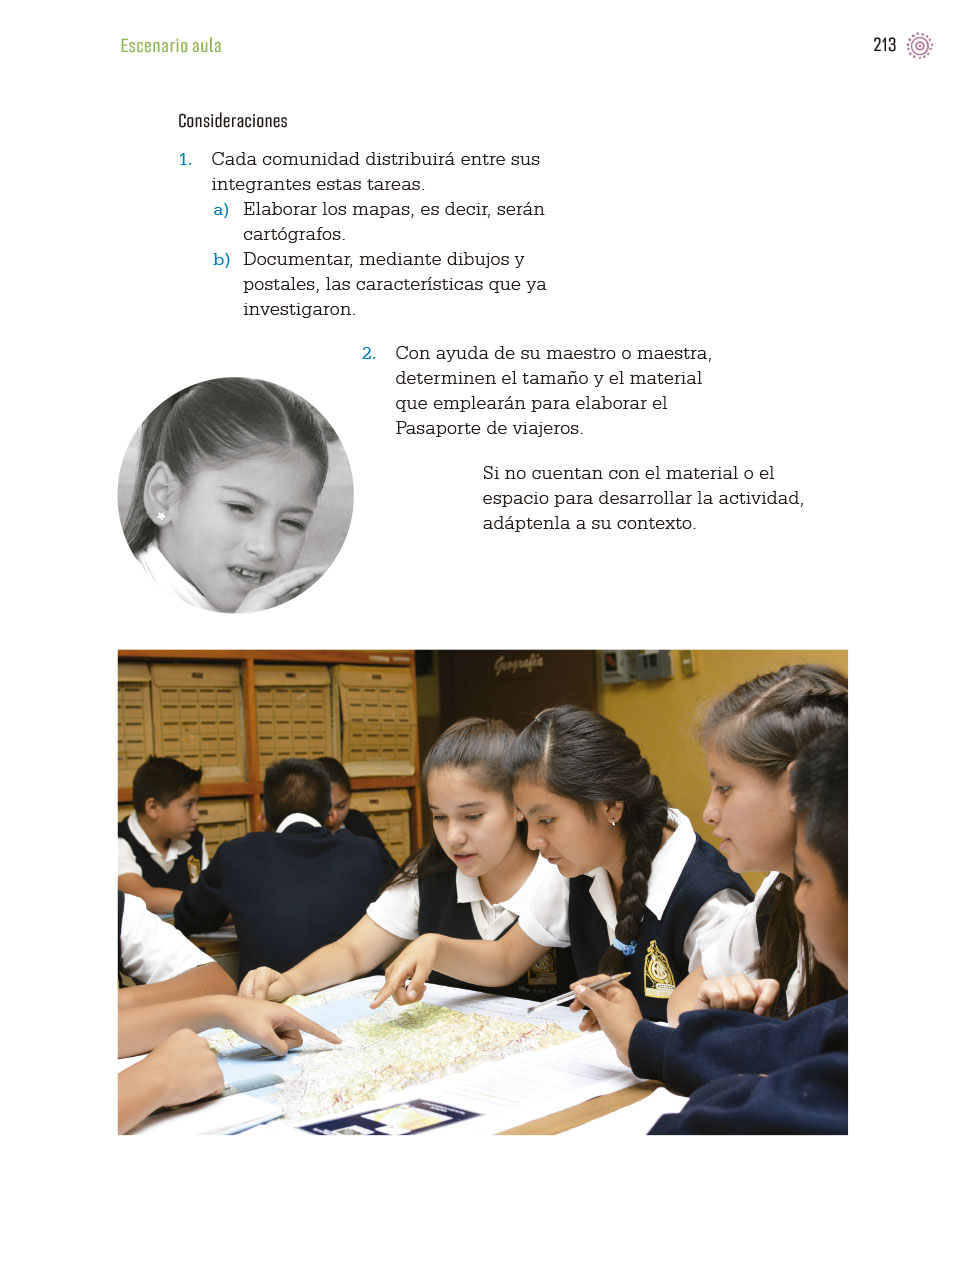 Escenario aula
213
Consideraciones
1. Cada comunidad distribuirá entre sus
integrantes estas tareas.
a) Elaborar los mapas, es decir, serán
cartógrafos.
b) Documentar, mediante dibujos y
postales, las características que ya
investigaron.
2. Con ayuda de su maestro o maestra,
determinen el tamaño y el material
que emplearán para elaborar el
Pasaporte de viajeros.
Si no cuentan con el material o el
espacio para desarrollar la actividad,
adáptenla a su contexto.
Geografía